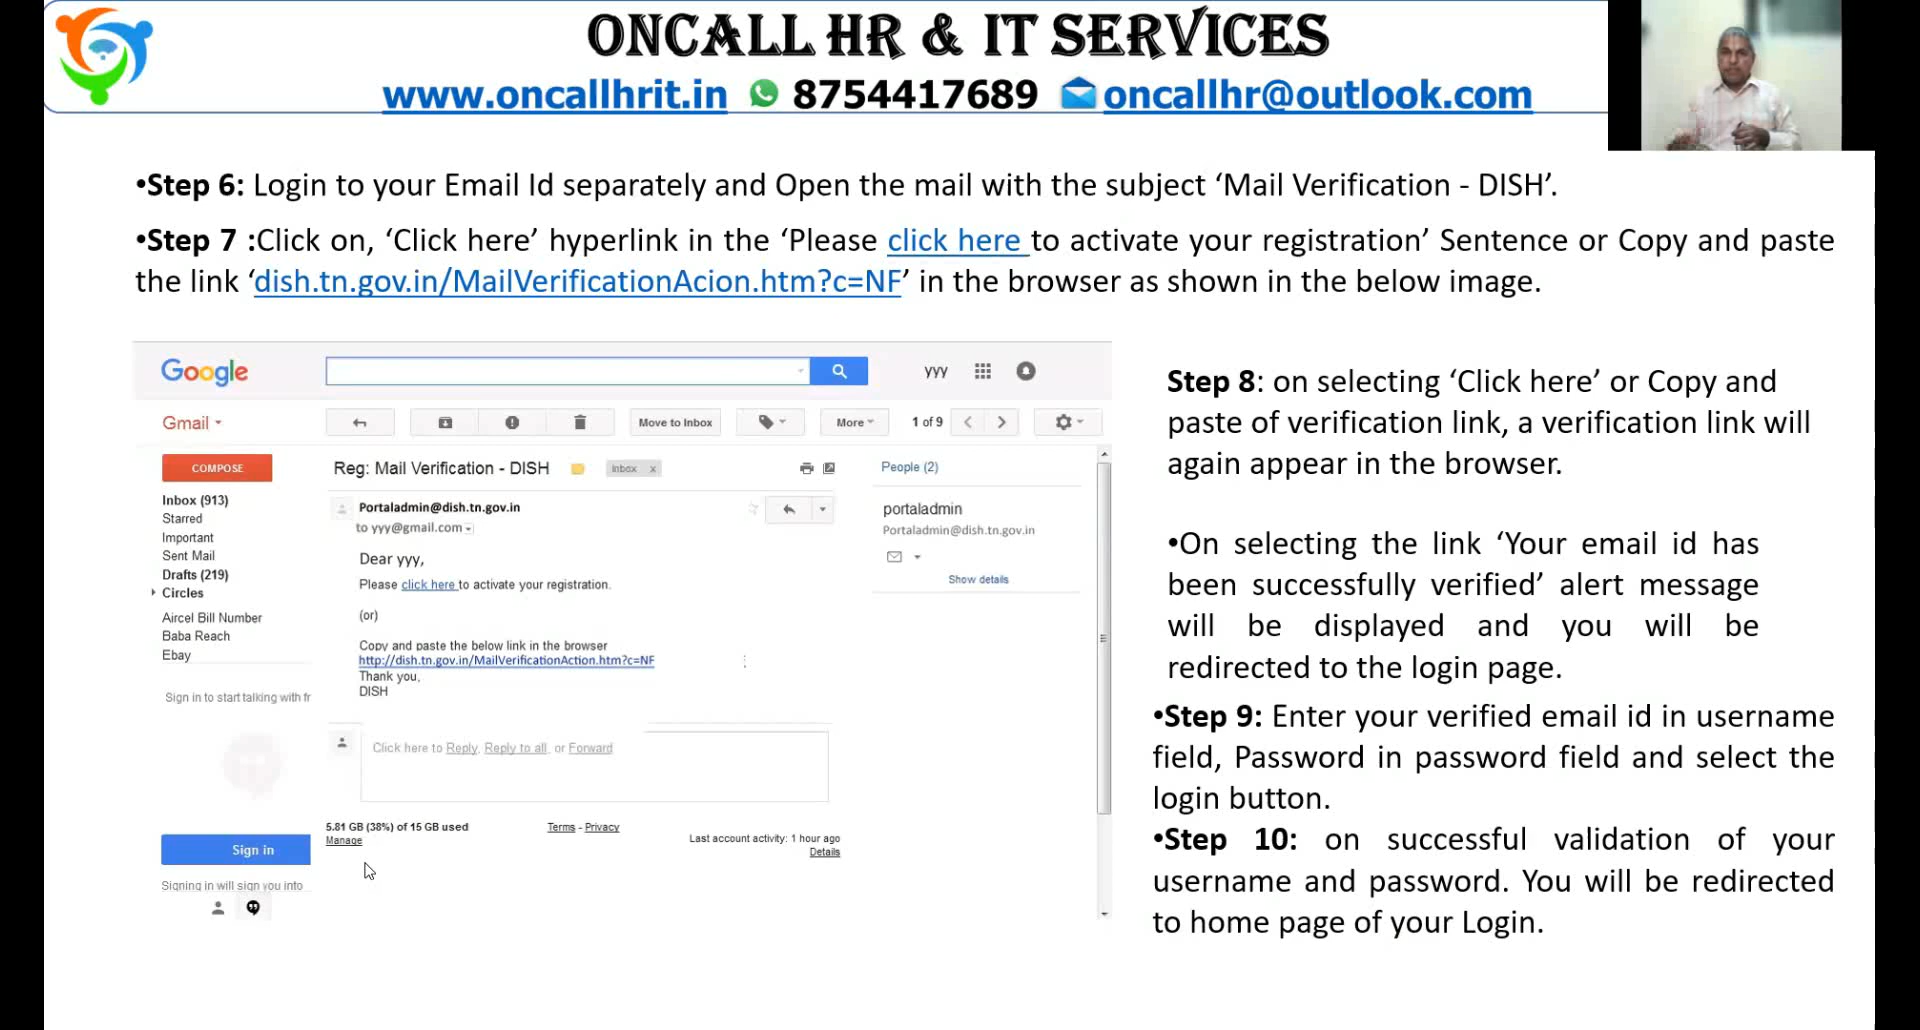 ONCALL HR & IT SERVICES
www.oncallhrit.in 8754417689 oncallhr@outlook.com
•Step 6: Login to your Email Id separately and Open the mail with the subject ‘Mail Verification - DISH’.
•Step 7 :Click on, ‘Click here’ hyperlink in the ‘Please click here to activate your registration’ Sentence or Copy and paste
the link ‘dish.tn.gov.in/MailVerificationAcion.htm?c=NF’ in the browser as shown in the below image.
Google
yyy
Gmail
Move to Inbox
More
1 of 9
COMPOSE
Reg: Mail Verification - DISH
Inbox x
People (2)
Inbox (913)
Starred
Important
Sent Mail
Drafts (219)
Circles
Aircel Bill Number
Baba Reach
Ebay
Sign in to start talking with fr
Sign in
Signing in will sign you into
Portaladmin@dish.tn.gov.in
to yyy@gmail.com
Dear yyy,
Please click here to activate your registration.
(or)
Copy and paste the below link in the browser
http://dish.tn.gov.in/MailVerificationAction.htm?c=NF
Thank you,
DISH
Click here to Reply, Reply to all, or Forward
5.81 GB (38%) of 15 GB used
Manage
Terms - Privacy
Last account activity: 1 hour ago
Details
portaladmin
Portaladmin@dish.tn.gov.in
Show details
Step 8: on selecting ‘Click here’ or Copy and
paste of verification link, a verification link will
again appear in the browser.
•On selecting the link ‘Your email id has
been successfully verified’ alert message
will be displayed and you will be
redirected to the login page.
•Step 9: Enter your verified email id in username
field, Password in password field and select the
login button.
•Step 10: on successful validation of your
username and password. You will be redirected
to home page of your Login.